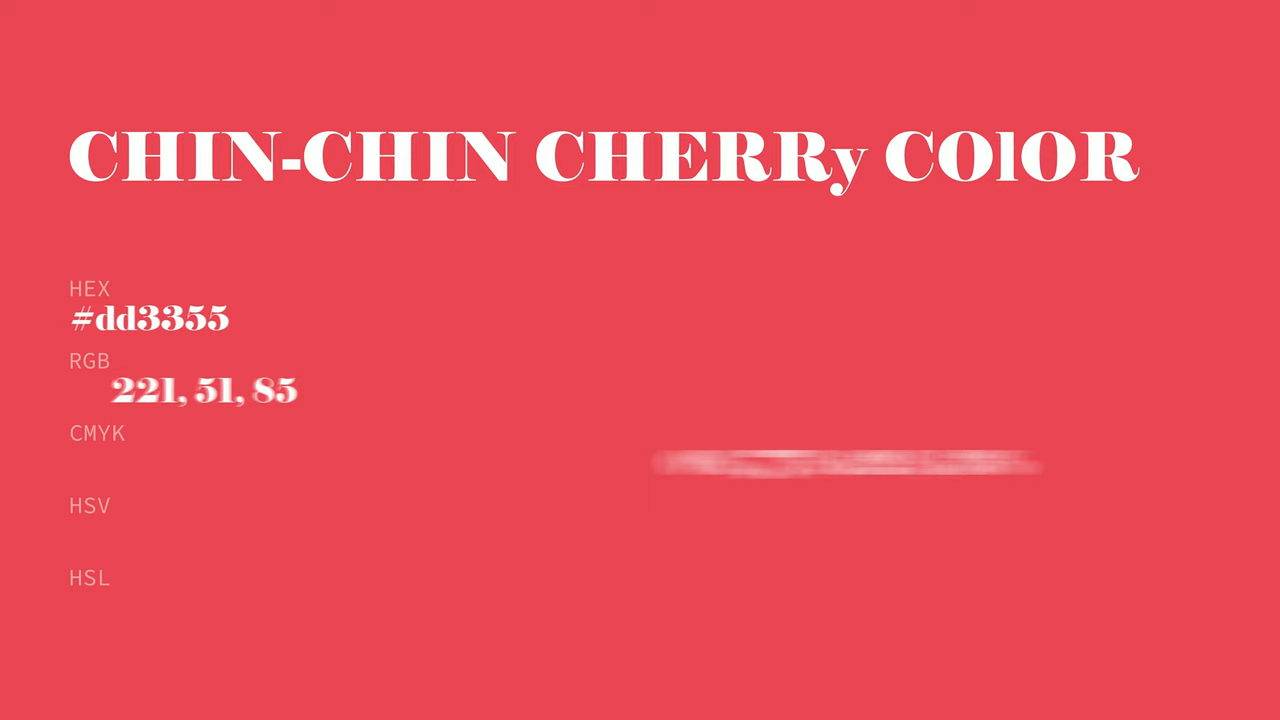 CHIN-CHIN CHERRy COlOR
HEX
#dd3355
RGB
221, 51, 85
CMYK
HSV
HSL